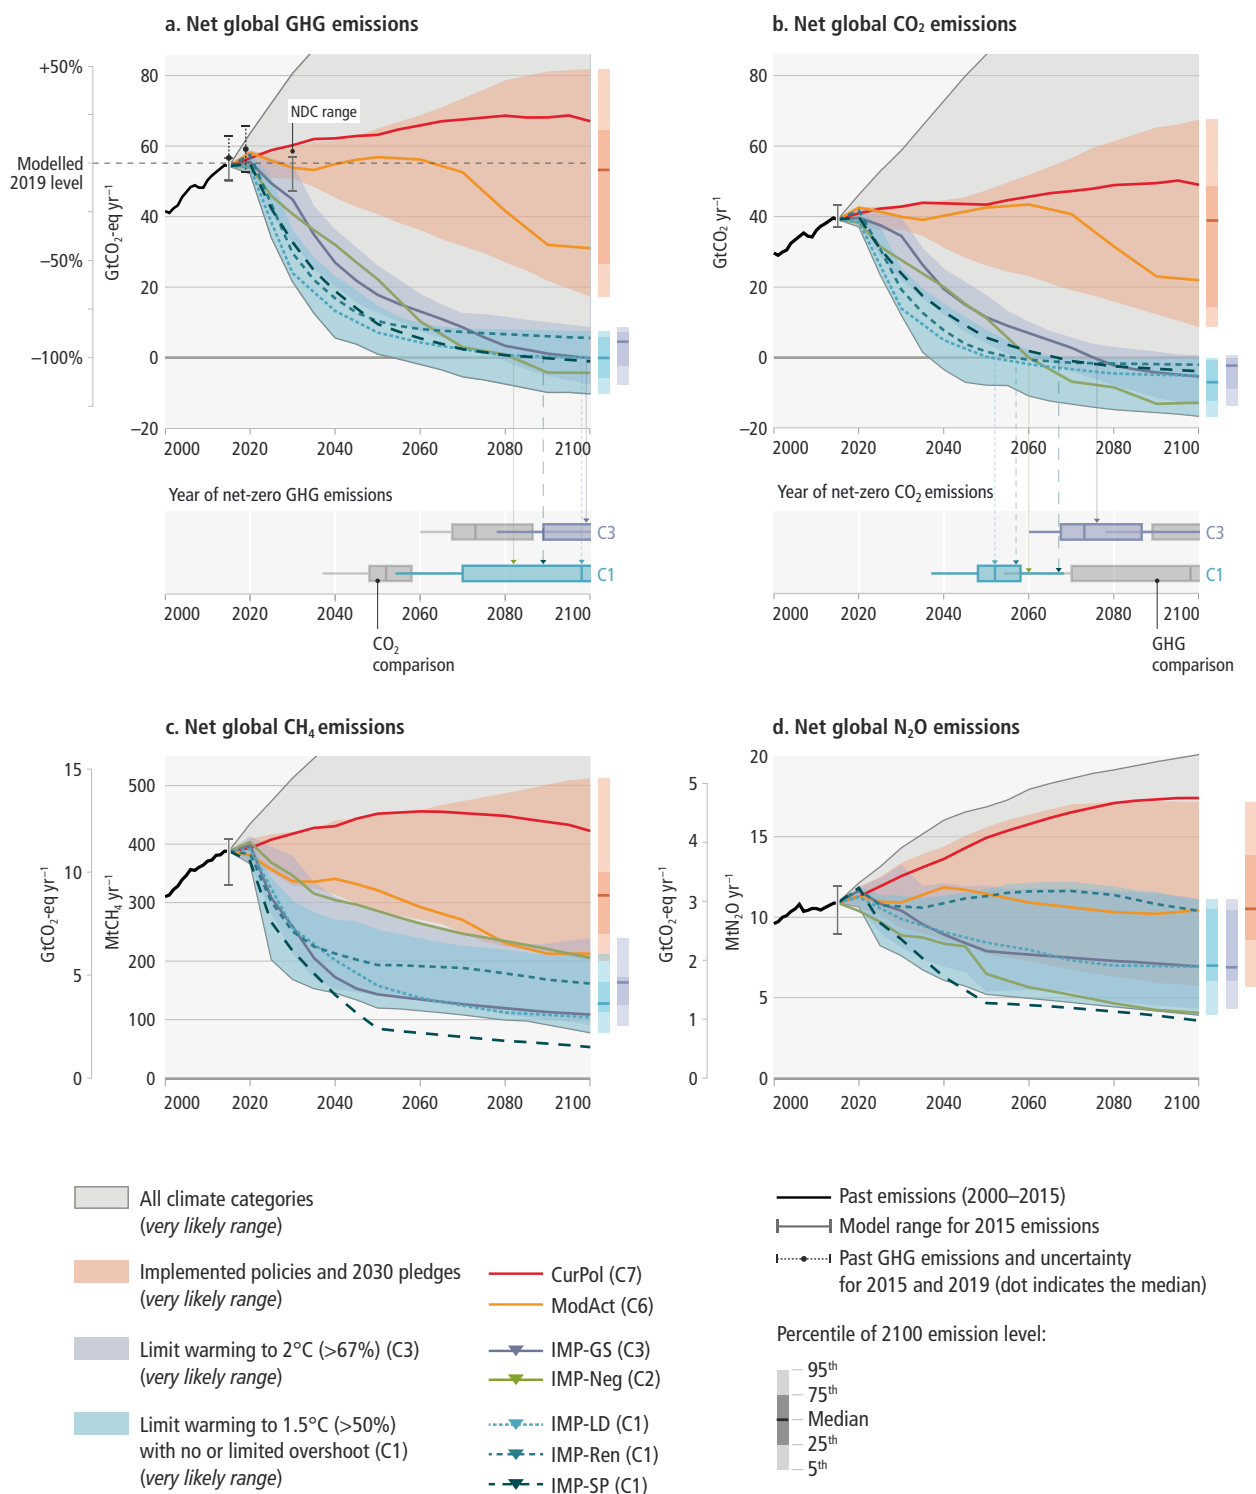 a. Net global GHG emissions
+50%
Modelled
2019 level
−50%
−100%
GtCO2-eq yr−1
80
60
40
20
0
−20
NDC range
2000 2020 2040 2060 2080 2100
Year of net-zero GHG emissions
C3
C1
2000 2020 2040 2060 2080 2100
CO2
comparison
b. Net global CO2 emissions
GtCO2 yr−1
80
60
40
20
0
−20
2000 2020 2040 2060 2080 2100
Year of net-zero CO2 emissions
C3
C1
2000 2020 2040 2060 2080 2100
GHG
comparison
c. Net global CH4 emissions
GtCO2-eq yr−1
15
10
5
0
MtCH4 yr−1
500
400
300
200
100
0
2000 2020 2040 2060 2080 2100
d. Net global N2O emissions
GtCO2-eq yr−1
5
4
3
2
1
0
MtN2O yr−1
20
15
10
5
0
2000 2020 2040 2060 2080 2100
All climate categories
(very likely range)
Implemented policies and 2030 pledges
(very likely range)
Limit warming to 2°C (>67%) (C3)
(very likely range)
Limit warming to 1.5°C (>50%)
with no or limited overshoot (C1)
(very likely range)
CurPol (C7)
ModAct (C6)
IMP-GS (C3)
IMP-Neg (C2)
IMP-LD (C1)
IMP-Ren (C1)
IMP-SP (C1)
Past emissions (2000–2015)
Model range for 2015 emissions
Past GHG emissions and uncertainty
for 2015 and 2019 (dot indicates the median)
Percentile of 2100 emission level:
95th
75th
Median
25th
5th